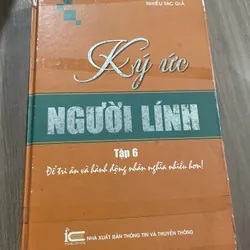 NHIỀU TÁC GIẢ
Ký ức
NGƯỜI LÍNH
Tập 6
Để tri ân và hành động nhân nghĩa nhiều hơn!
NHÀ XUẤT BẢN THÔNG TIN VÀ TRUYỀN THÔNG